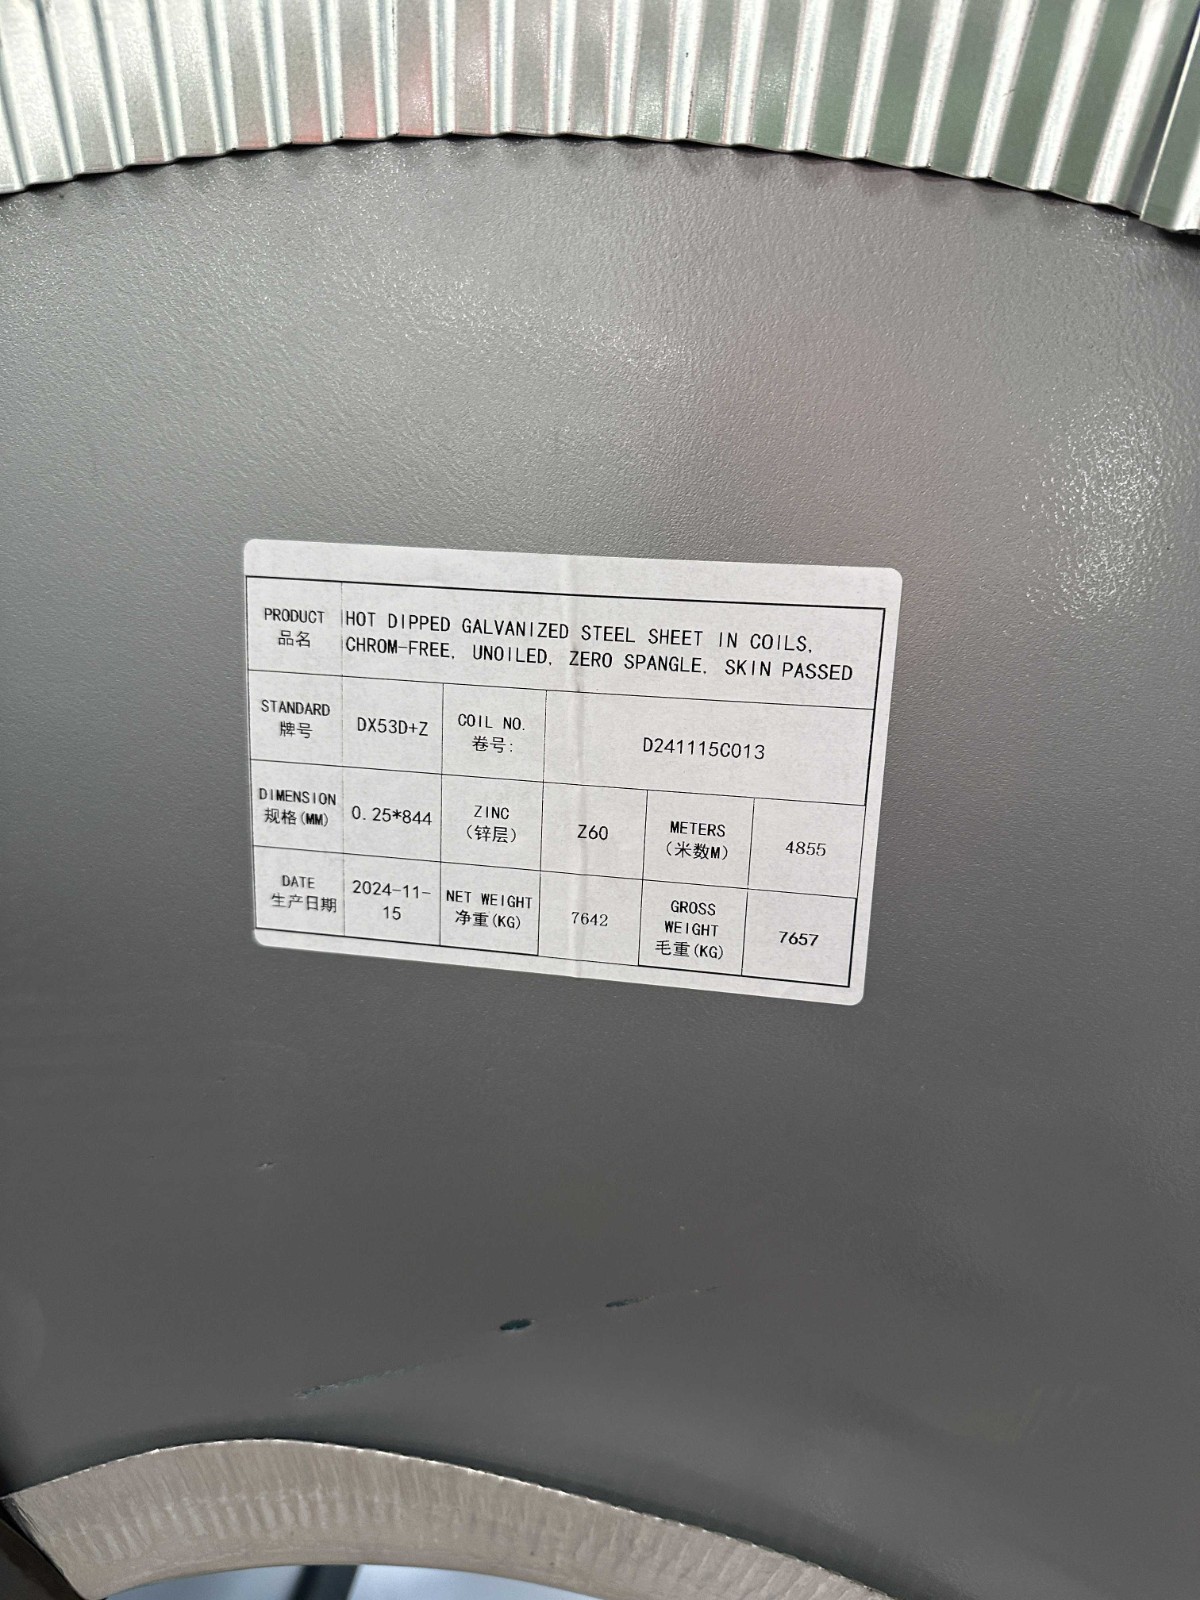 PRODUCT
品名
HOT DIPPED GALVANIZED STEEL SHEET IN COILS,
CHROM-FREE, UNOILED, ZERO SPANGLE, SKIN PASSED
STANDARD
牌号
DX53D+Z
COIL NO.
卷号:
D241115C013
DIMENSION
规格(MM)
0.25*844
ZINC
(锌层)
Z60
METERS
(米数M)
4855
DATE
生产日期
2024-11-
15
NET WEIGHT
净重(KG)
7642
GROSS
WEIGHT
毛重(KG)
7657